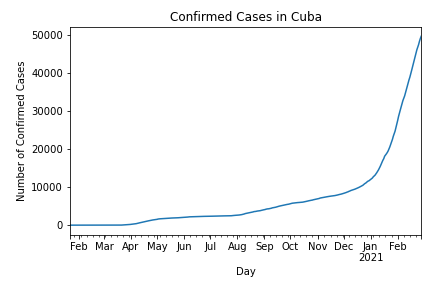 Confirmed Cases in Cuba
Number of Confirmed Cases
50000
40000
30000
20000
10000
0
Feb Mar Apr May Jun Jul Aug Sep Oct Nov Dec Jan Feb
2021
Day